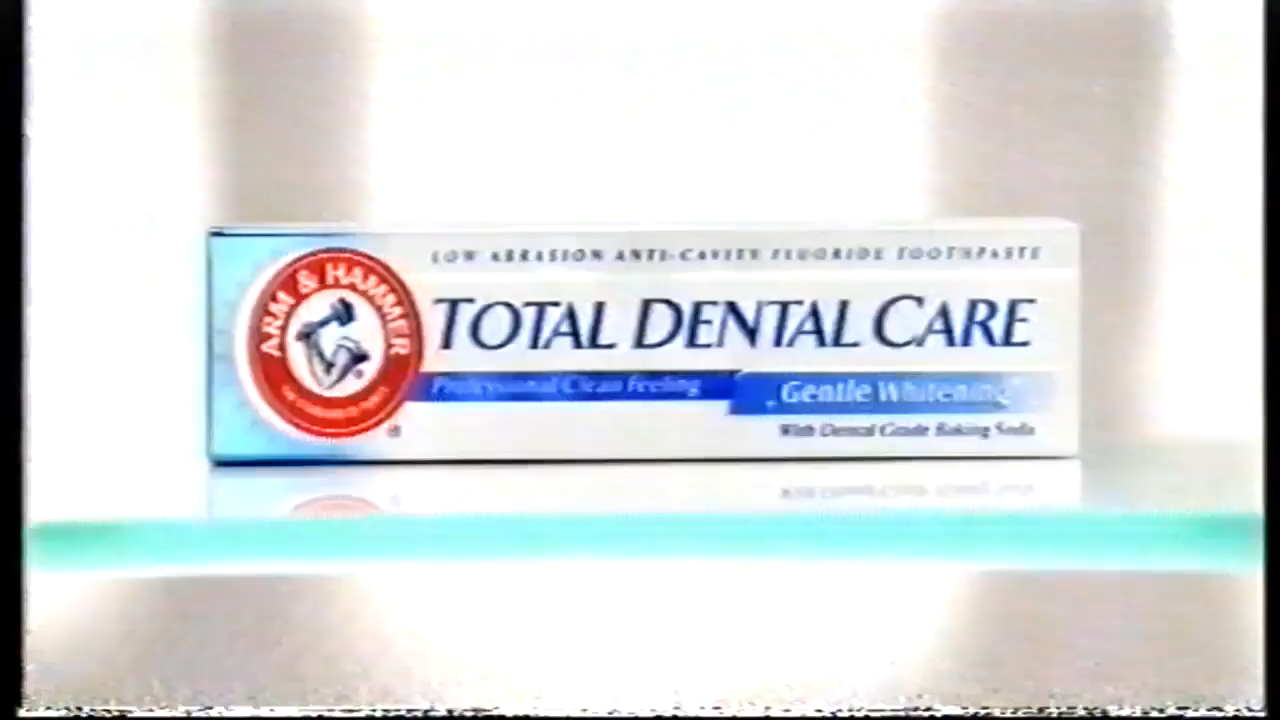 ARM & HAMMER
LOW ABRASION ANTI-CAVITY FLUORIDE TOOTHPASTE
TOTAL DENTAL CARE
Professional Clean Feeling
Gentle Whitening
With Dental Grade Baking Soda
®